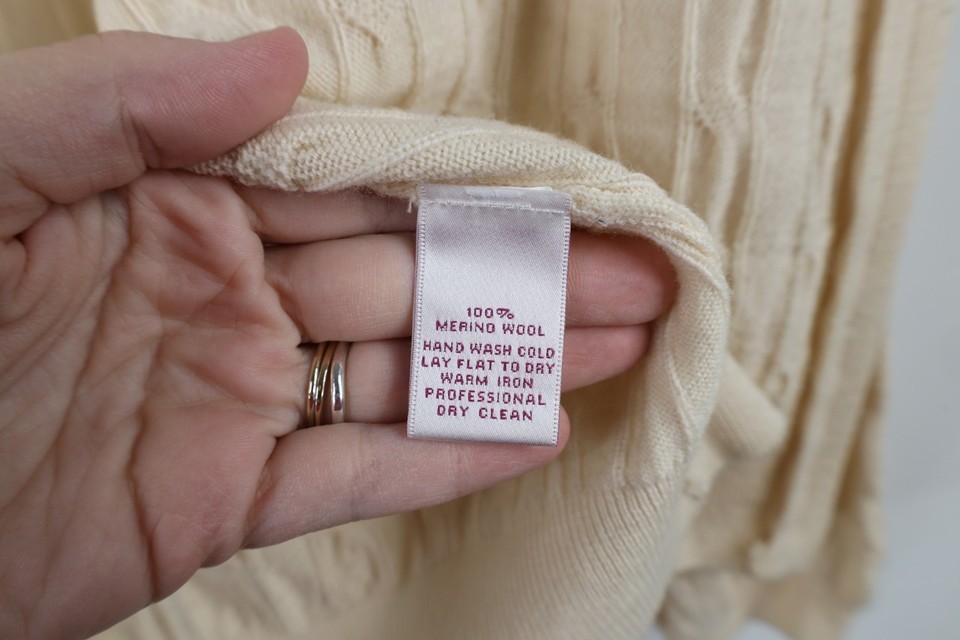 100%
MERINO WOOL
HAND WASH COLD
LAY FLAT TO DRY
WARM IRON
PROFESSIONAL
DRY CLEAN